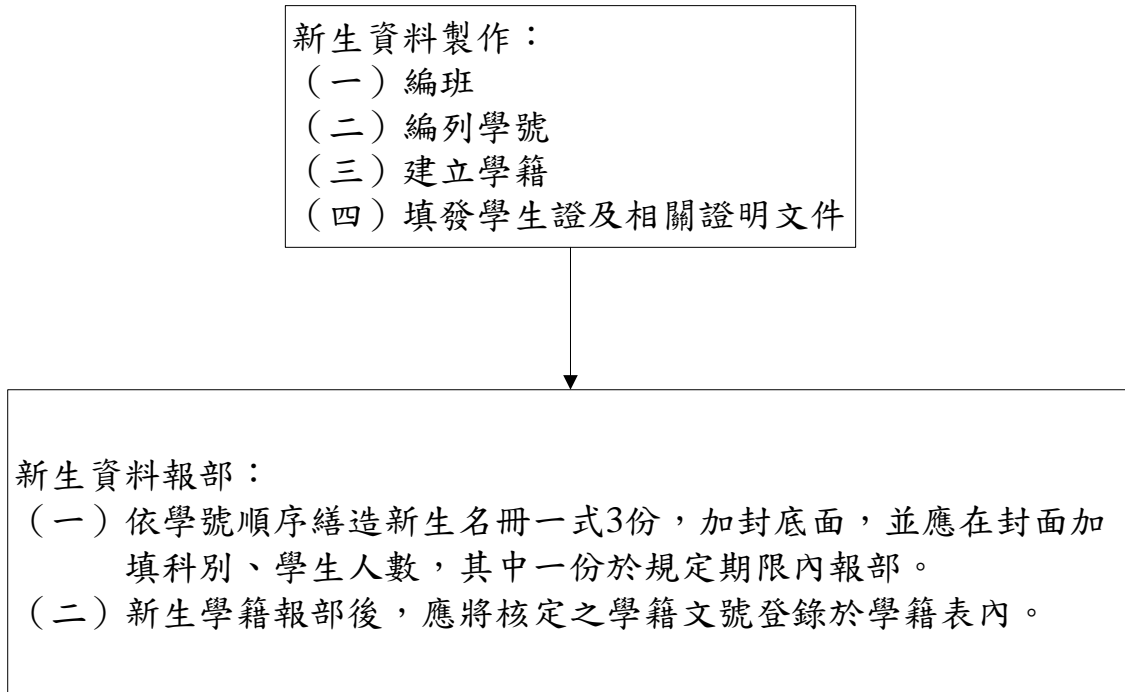 新生資料製作：
（一）編班
（二）編列學號
（三）建立學籍
（四）填發學生證及相關證明文件
新生資料報部：
（一）依學號順序繕造新生名冊一式3份，加封底面，並應在封面加
填科別、學生人數，其中一份於規定期限內報部。
（二）新生學籍報部後，應將核定之學籍文號登錄於學籍表內。